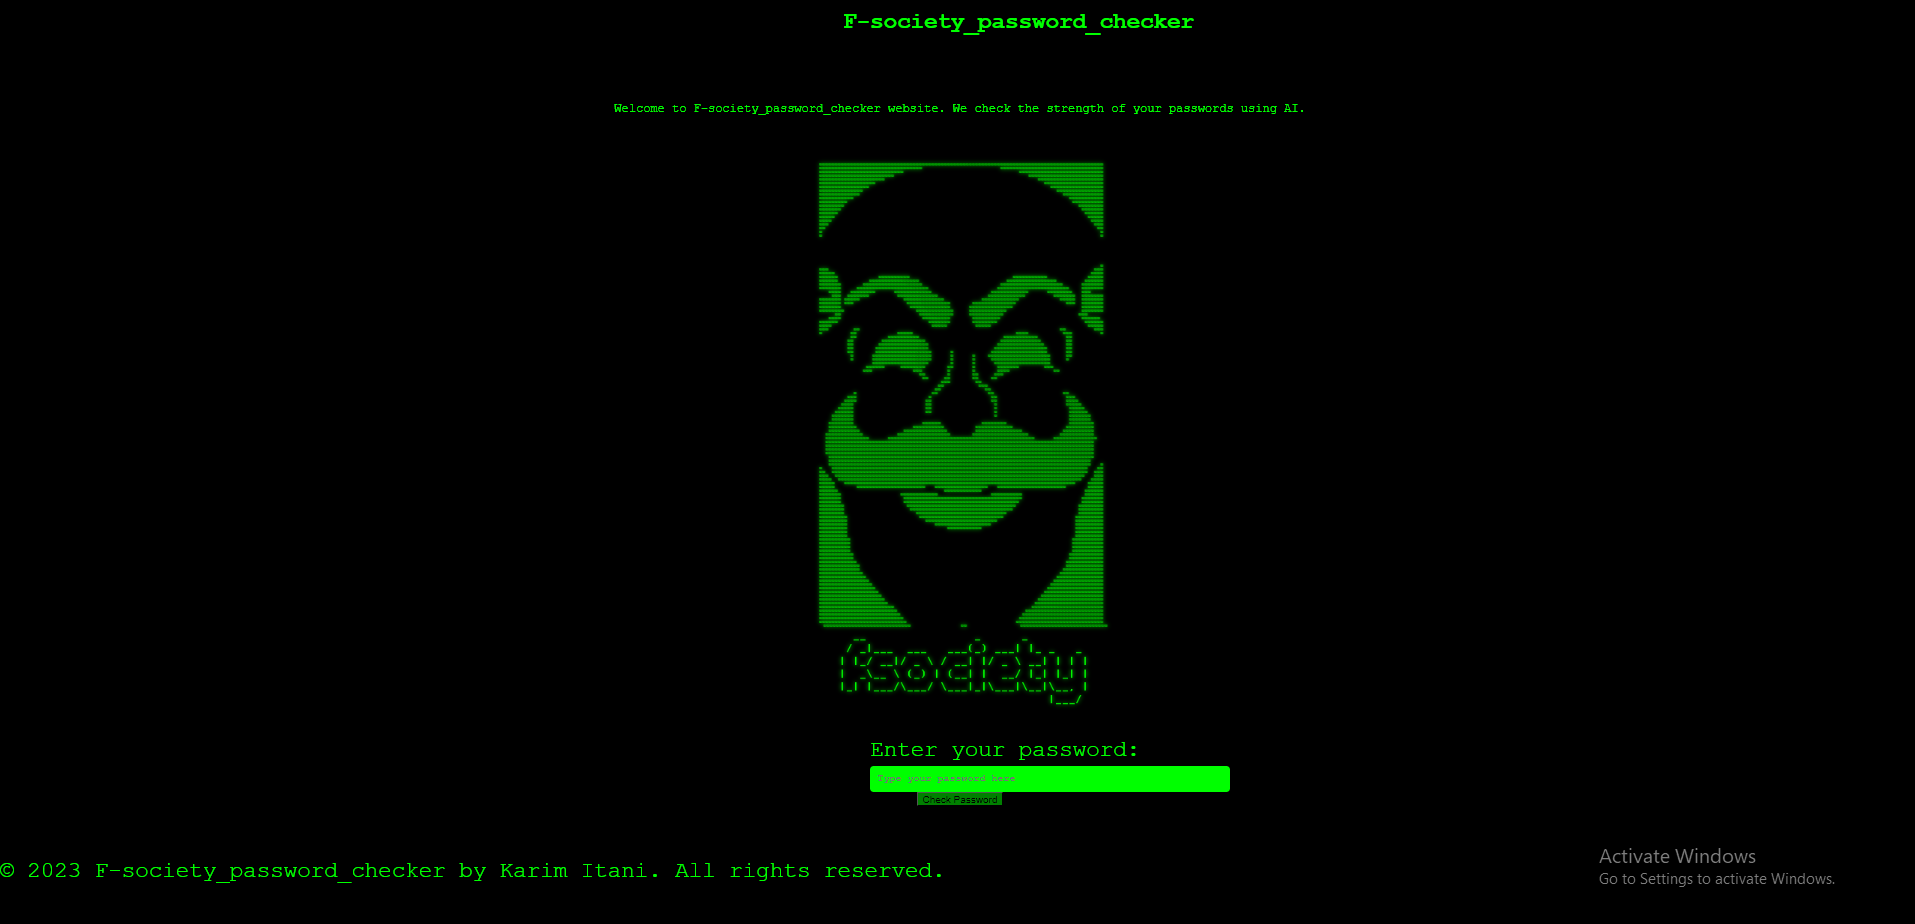 F-society_password_checker
Welcome to F-society_password_checker website. We check the strength of your passwords using AI.
fsociety
Enter your password:
Type your password here
Check Password
© 2023 F-society_password_checker by Karim Itani. All rights reserved.
Activate Windows
Go to Settings to activate Windows.